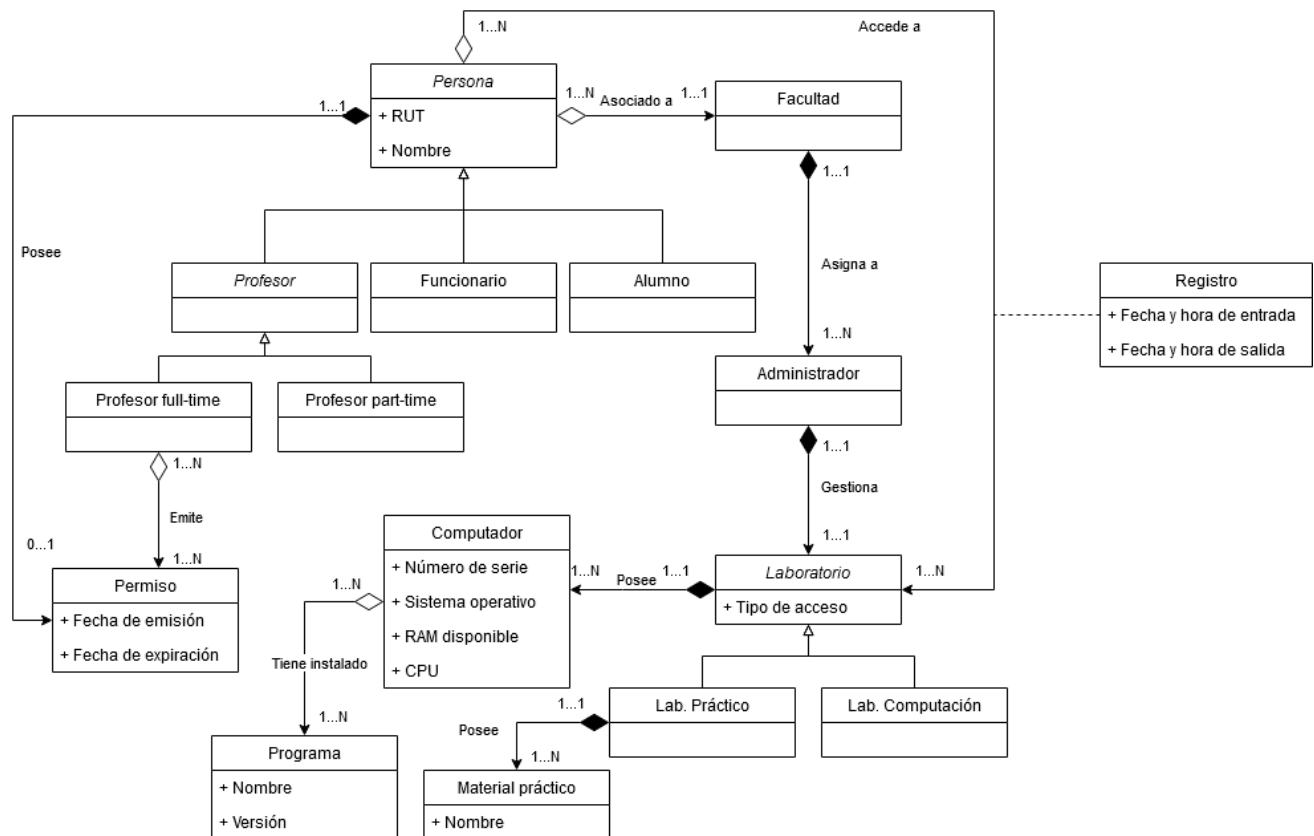 1...N
Accede a
Persona
+ RUT
+ Nombre
1...1
1...N
Asociado a
1...1
Facultad
1...1
Posee
Asigna a
Profesor
Funcionario
Alumno
Registro
+ Fecha y hora de entrada
+ Fecha y hora de salida
1...N
Administrador
Profesor full-time
Profesor part-time
1...N
1...1
Gestiona
Emite
0...1
1...N
1...1
Permiso
+ Fecha de emisión
+ Fecha de expiración
Computador
+ Número de serie
+ Sistema operativo
+ RAM disponible
+ CPU
1...N
Posee
1...1
Laboratorio
+ Tipo de acceso
1...N
1...N
Tiene instalado
1...N
Lab. Práctico
Lab. Computación
1...1
Posee
1...N
Programa
+ Nombre
+ Versión
Material práctico
+ Nombre